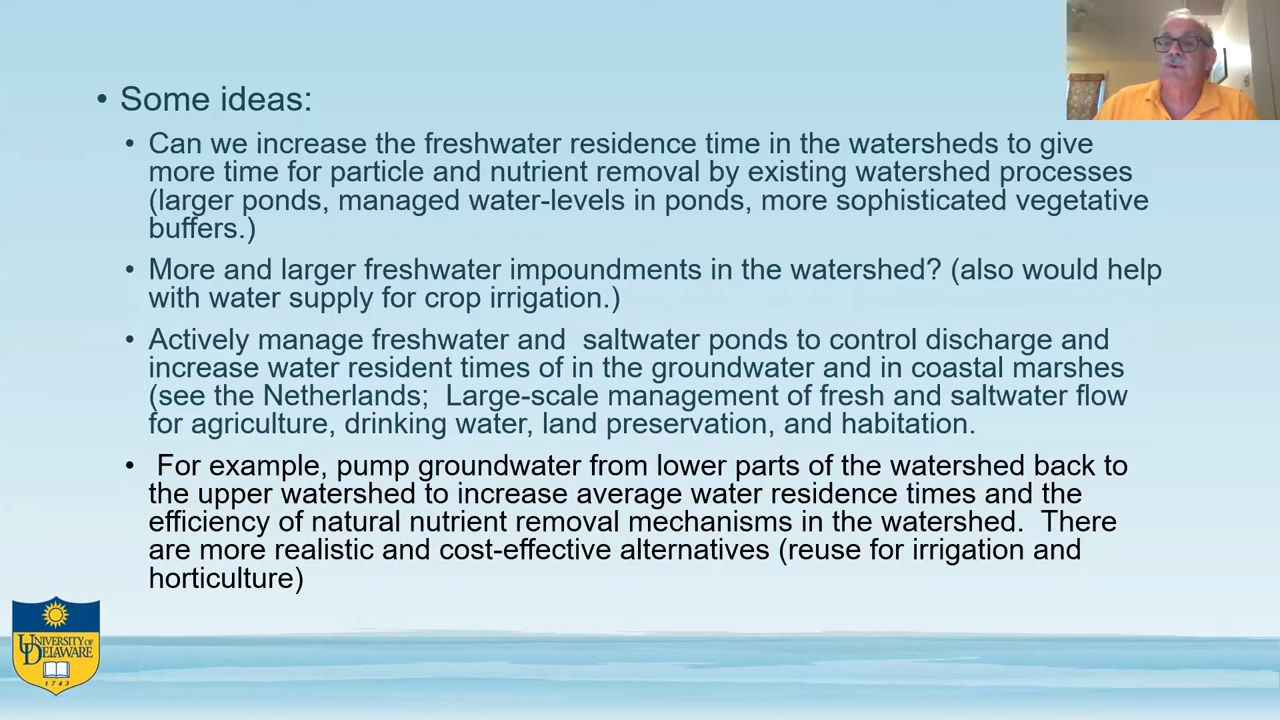 • Some ideas:
• Can we increase the freshwater residence time in the watersheds to give
more time for particle and nutrient removal by existing watershed processes
(larger ponds, managed water-levels in ponds, more sophisticated vegetative
buffers.)
• More and larger freshwater impoundments in the watershed? (also would help
with water supply for crop irrigation.)
• Actively manage freshwater and  saltwater ponds to control discharge and
increase water resident times of in the groundwater and in coastal marshes
(see the Netherlands;  Large-scale management of fresh and saltwater flow
for agriculture, drinking water, land preservation, and habitation.
•  For example, pump groundwater from lower parts of the watershed back to
the upper watershed to increase average water residence times and the
efficiency of natural nutrient removal mechanisms in the watershed.  There
are more realistic and cost-effective alternatives (reuse for irrigation and
horticulture)
UNIVERSITY OF
DELAWARE
1743